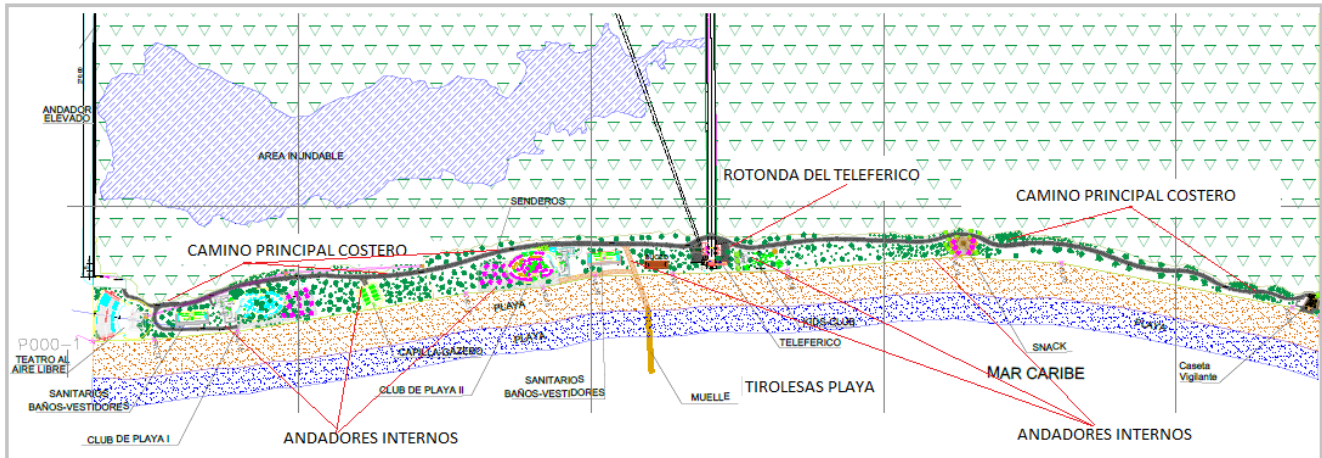 ANDADOR
ELEVADO
AREA INUNDABLE
ROTONDA DEL TELEFERICO
SENDEROS
CAMINO PRINCIPAL COSTERO
CAMINO PRINCIPAL COSTERO
P000-1
TEATRO AL
AIRE LIBRE
SANITARIOS
BAÑOS-VESTIDORES
CLUB DE PLAYA I
ANDADORES INTERNOS
CAPILLA-GAZEBO
CLUB DE PLAYA II
PLAYA
PLAYA
SANITARIOS
BAÑOS-VESTIDORES
MUELLE
TIROLESAS PLAYA
KIDS-CLUB
TELEFERICO
SNACK
MAR CARIBE
PLAYA
Caseta
Vigilante
ANDADORES INTERNOS